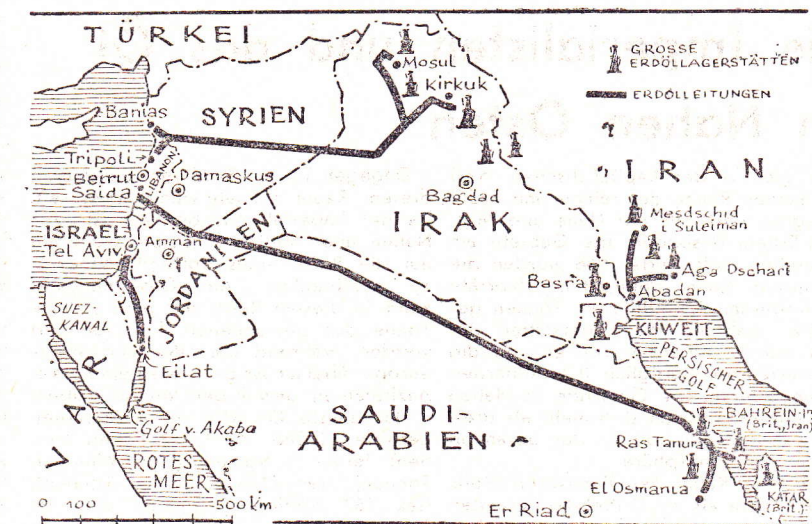 TÜRKEI
GROSSE
ERDÖLLAGERSTÄTTEN
ERDÖLLEITUNGEN
Mosul
Kirkuk
Banias
SYRIEN
Tripoli
LIBANON
Beirut
Damaskus
Saida
Bagdad
IRAN
IRAK
Mesdschid
i Suleiman
ISRAEL
Tel Aviv
Amman
JORDANIEN
Aga Dschari
Basra
Abadan
SUEZ-
KANAL
KUWEIT
PERSISCHER
GOLF
Eilat
VAR
Golf v. Akaba
SAUDI-
ARABIEN
BAHREIN-I.
(Brit., Iran)
Ras Tanura
ROTES
MEER
El Osmania
KATAR
(Brit.)
Er Riad
0 100 500 km